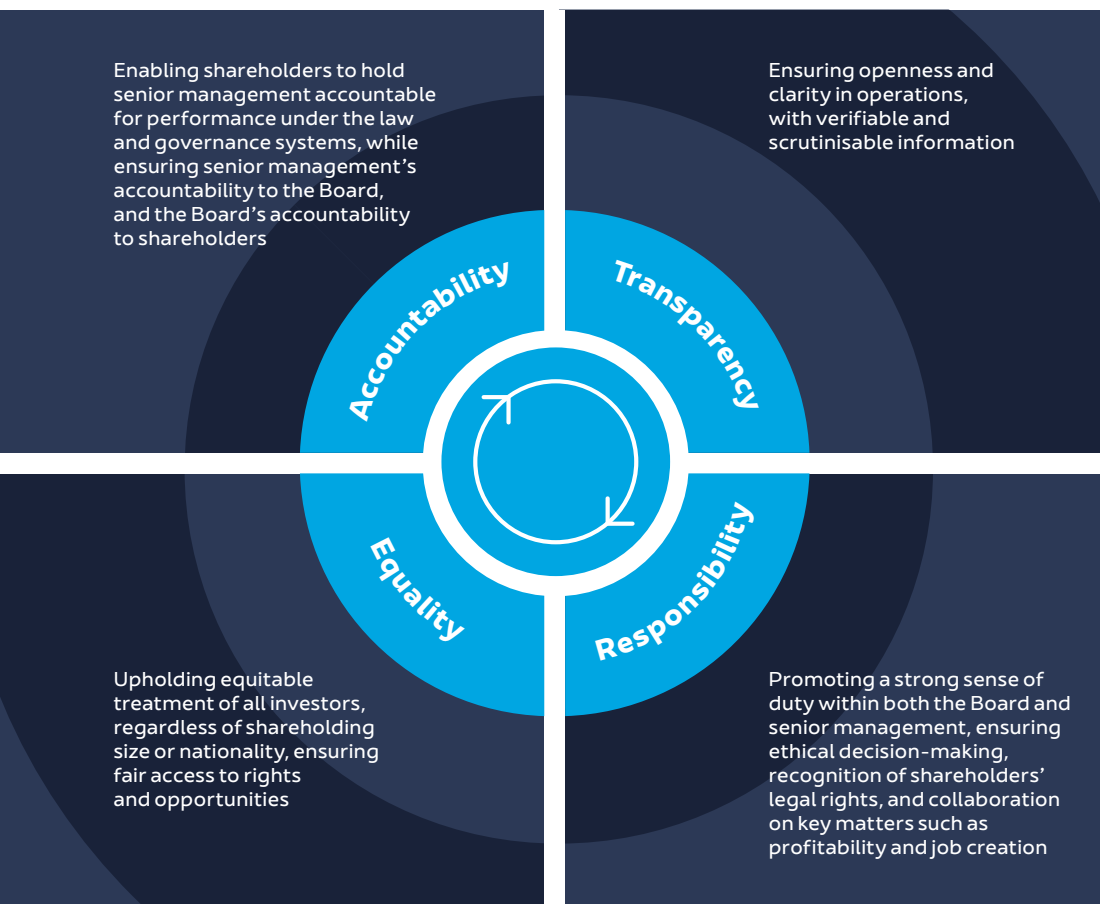 Enabling shareholders to hold
senior management accountable
for performance under the law
and governance systems, while
ensuring senior management's
accountability to the Board,
and the Board's accountability
to shareholders
Ensuring openness and
clarity in operations,
with verifiable and
scrutinisable information
Accountability
Transparency
Equality
Responsibility
Upholding equitable
treatment of all investors,
regardless of shareholding
size or nationality, ensuring
fair access to rights
and opportunities
Promoting a strong sense of
duty within both the Board and
senior management, ensuring
ethical decision-making,
recognition of shareholders'
legal rights, and collaboration
on key matters such as
profitability and job creation